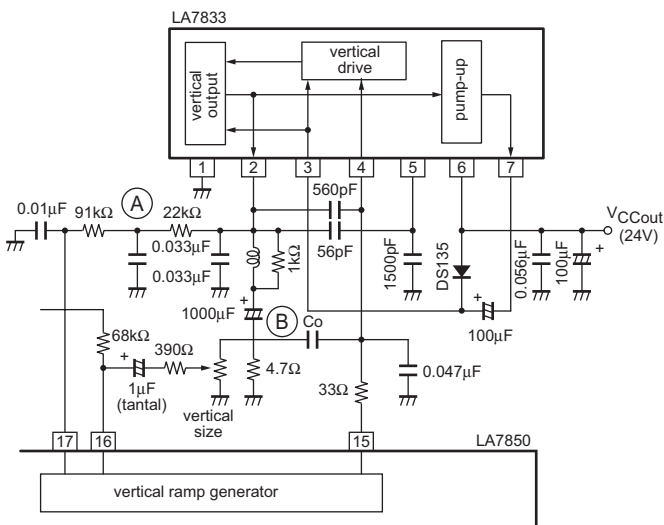 LA7833
vertical
output
vertical
drive
pump-up
1
2
3
4
5
6
7
560pF
0.01μF
91kΩ
A
22kΩ
VCCout
(24V)
0.033μF
0.033μF
1kΩ
56pF
1500pF
DS135
0.056μF
100μF
+
+
1000μF
B
Co
+
100μF
68kΩ
+
390Ω
1μF
(tantal)
vertical
size
4.7Ω
33Ω
0.047μF
17
16
15
LA7850
vertical ramp generator